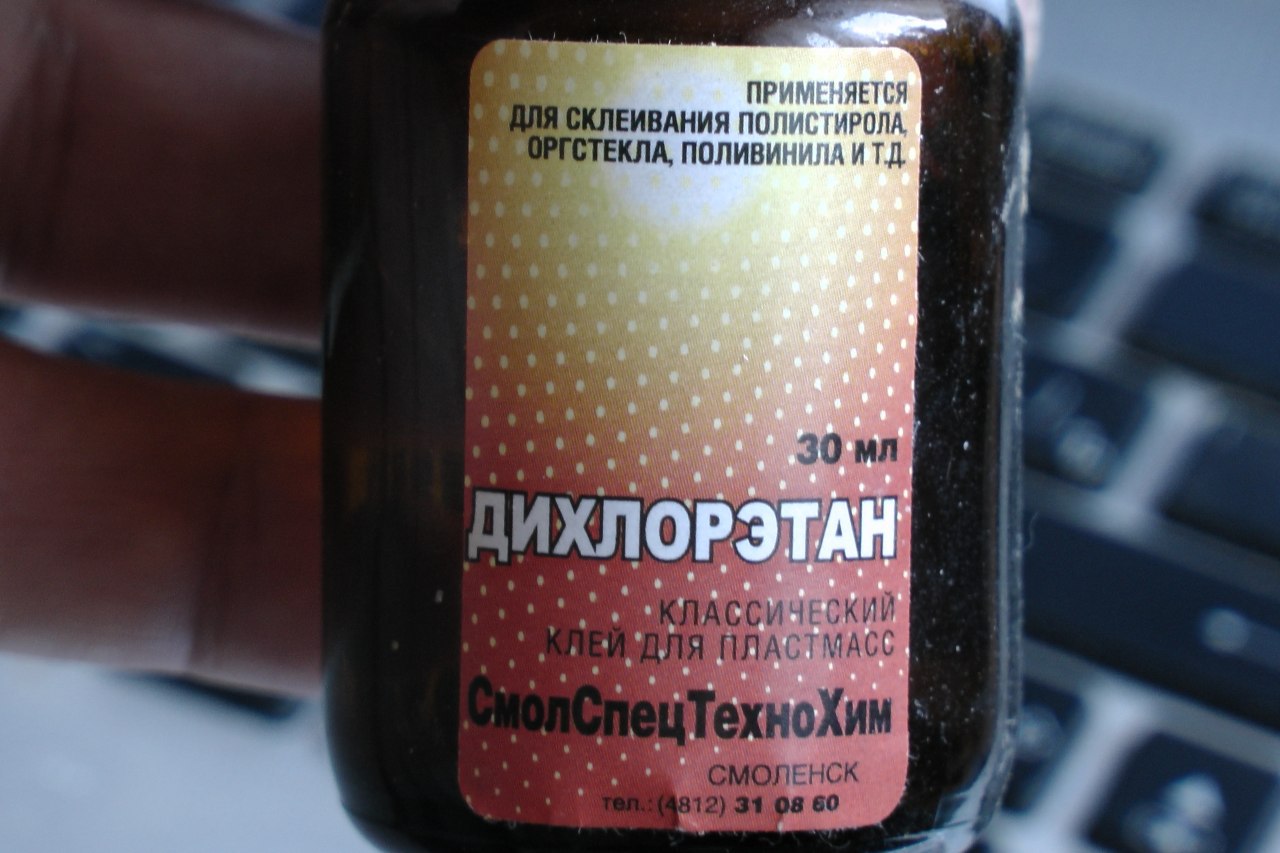 ПРИМЕНЯЕТСЯ
ДЛЯ СКЛЕИВАНИЯ ПОЛИСТИРОЛА,
ОРГСТЕКЛА, ПОЛИВИНИЛА И Т.Д.
30 мл
ДИХЛОРЭТАН
КЛАССИЧЕСКИЙ
КЛЕЙ ДЛЯ ПЛАСТМАСС
СмолСпецТехноХим
СМОЛЕНСК
тел.: (4812) 31 08 60